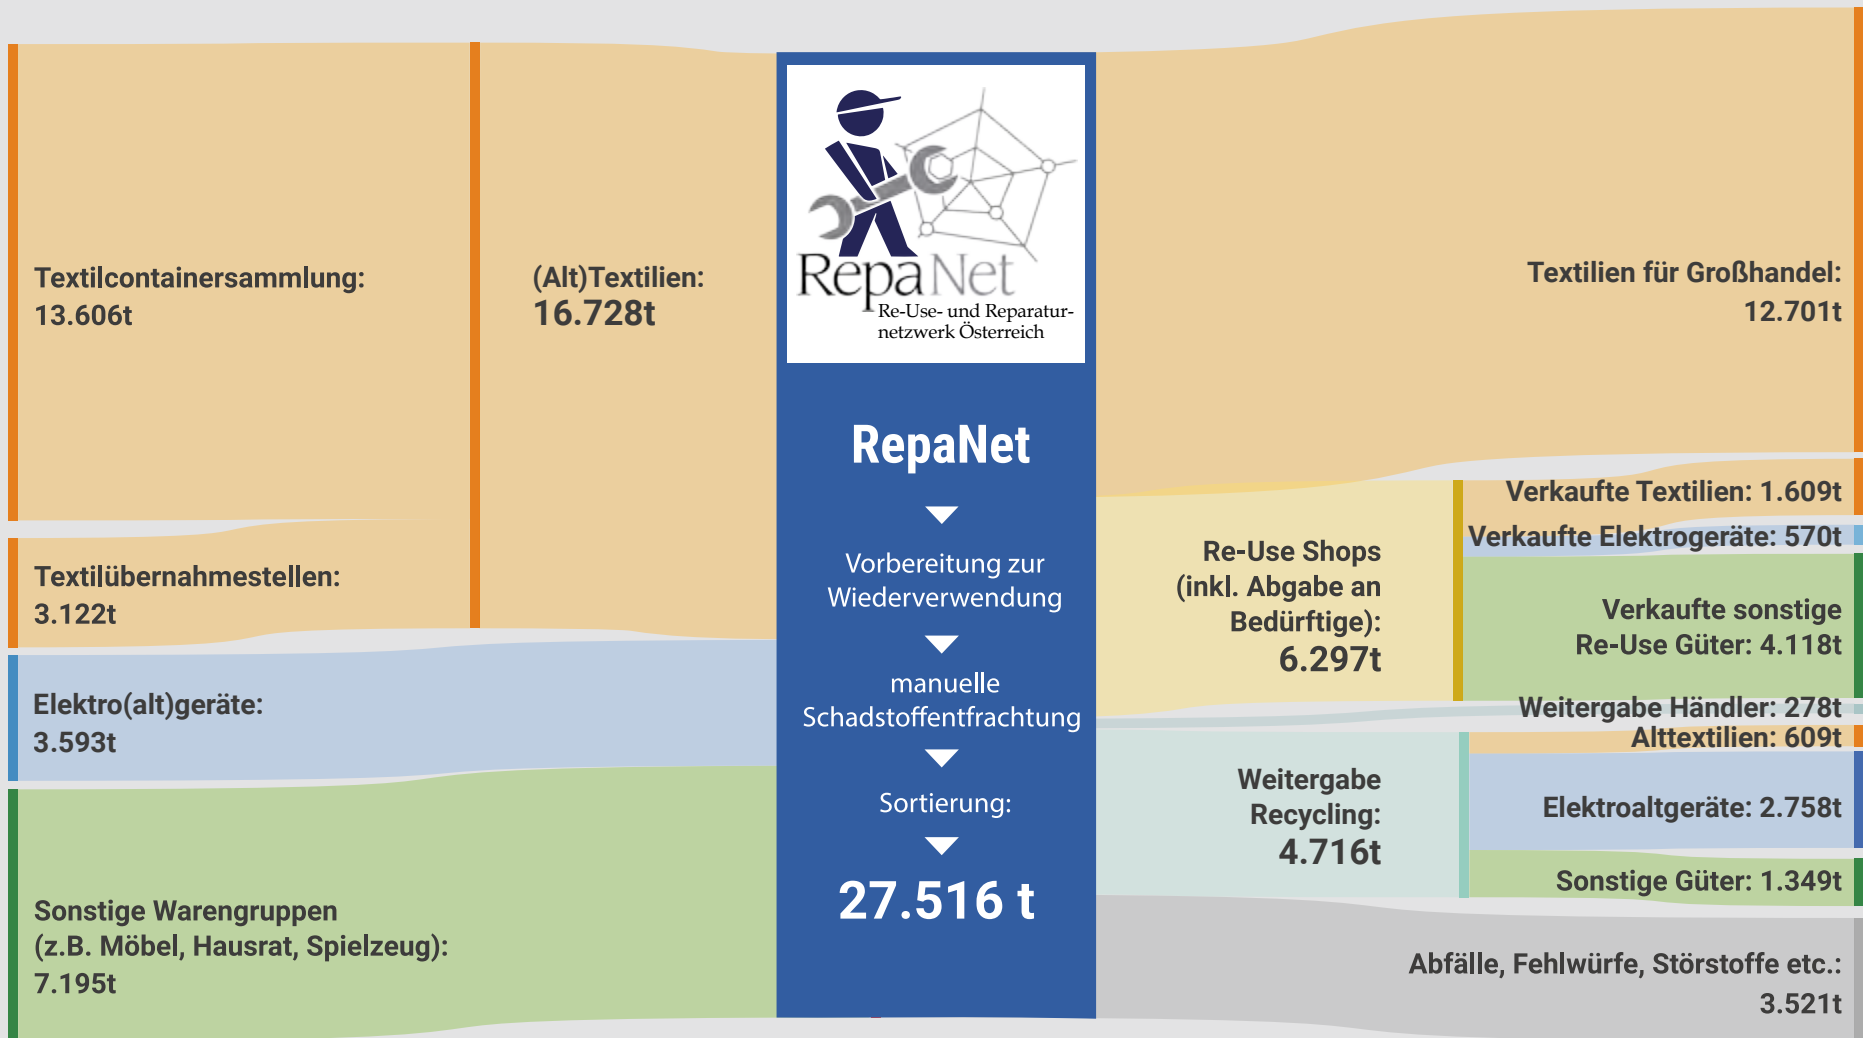 Textilcontainersammlung:
13.606t
Textilübernahmestellen:
3.122t
Elektro(alt)geräte:
3.593t
Sonstige Warengruppen
(z.B. Möbel, Hausrat, Spielzeug):
7.195t
(Alt)Textilien:
16.728t
RepaNet
Re-Use- und Reparatur-
netzwerk Österreich
RepaNet
Vorbereitung zur
Wiederverwendung
manuelle
Schadstoffentfrachtung
Sortierung:
27.516 t
Re-Use Shops
(inkl. Abgabe an
Bedürftige):
6.297t
Weitergabe
Recycling:
4.716t
Textilien für Großhandel:
12.701t
Verkaufte Textilien: 1.609t
Verkaufte Elektrogeräte: 570t
Verkaufte sonstige
Re-Use Güter: 4.118t
Weitergabe Händler: 278t
Alttextilien: 609t
Elektroaltgeräte: 2.758t
Sonstige Güter: 1.349t
Abfälle, Fehlwürfe, Störstoffe etc.:
3.521t